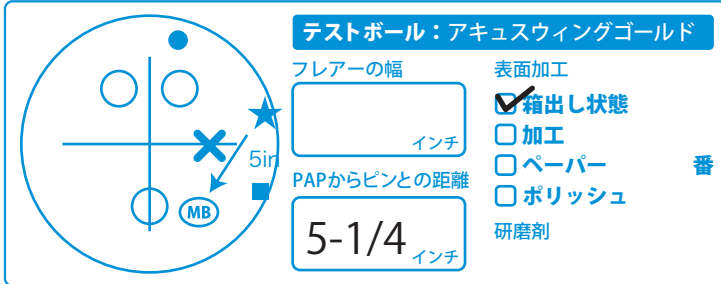 テストボール：アキュスウィングゴールド
フレアーの幅
インチ
PAPからピンとの距離
5-1/4 インチ
表面加工
箱出し状態
加工
ペーパー 番
ポリッシュ
研磨剤
5in
MB